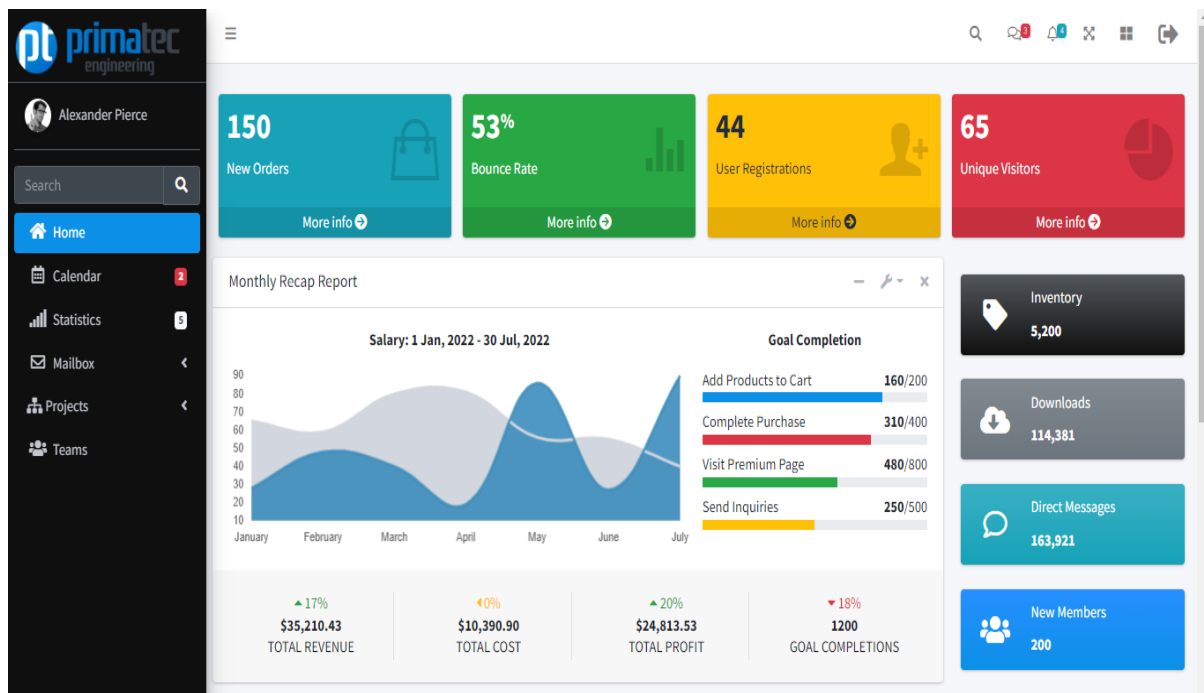 pt primatec
engineering
Alexander Pierce
Search
Home
Calendar 2
Statistics 5
Mailbox
Projects
Teams
3 4
150
New Orders
More info
53%
Bounce Rate
More info
44
User Registrations
More info
65
Unique Visitors
More info
Monthly Recap Report
Salary: 1 Jan, 2022 - 30 Jul, 2022
90
80
70
60
50
40
30
20
10
January February March April May June July
Goal Completion
Add Products to Cart 160/200
Complete Purchase 310/400
Visit Premium Page 480/800
Send Inquiries 250/500
17%
$35,210.43
TOTAL REVENUE
0%
$10,390.90
TOTAL COST
20%
$24,813.53
TOTAL PROFIT
18%
1200
GOAL COMPLETIONS
Inventory
5,200
Downloads
114,381
Direct Messages
163,921
New Members
200